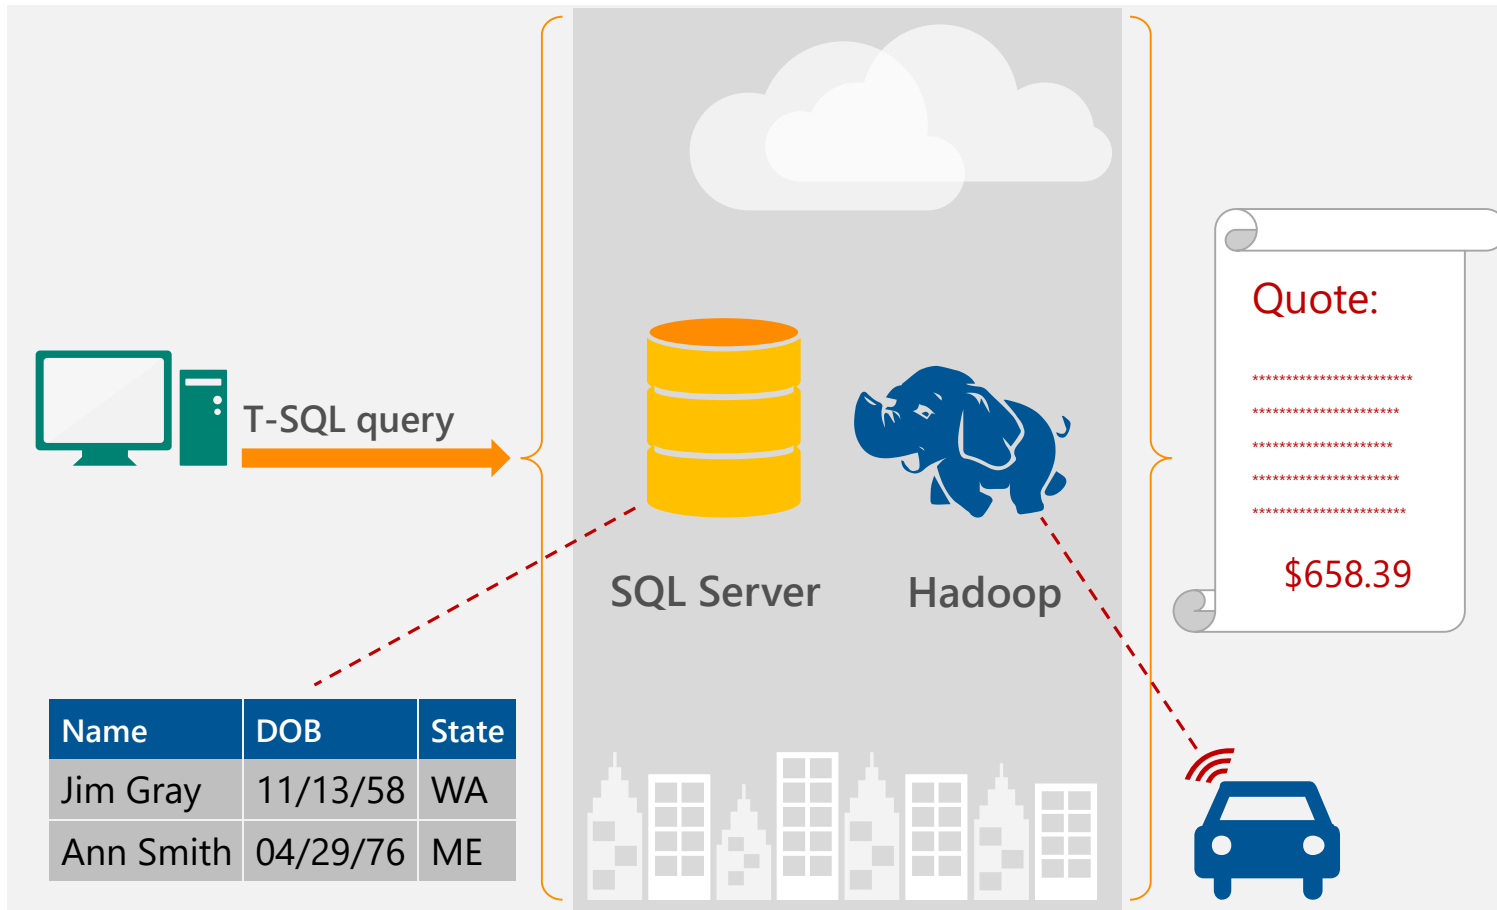 T-SQL query
SQL Server
Hadoop
Quote:
************************
**********************
*********************
**********************
***********************
$658.39
Name DOB State
Jim Gray 11/13/58 WA
Ann Smith 04/29/76 ME